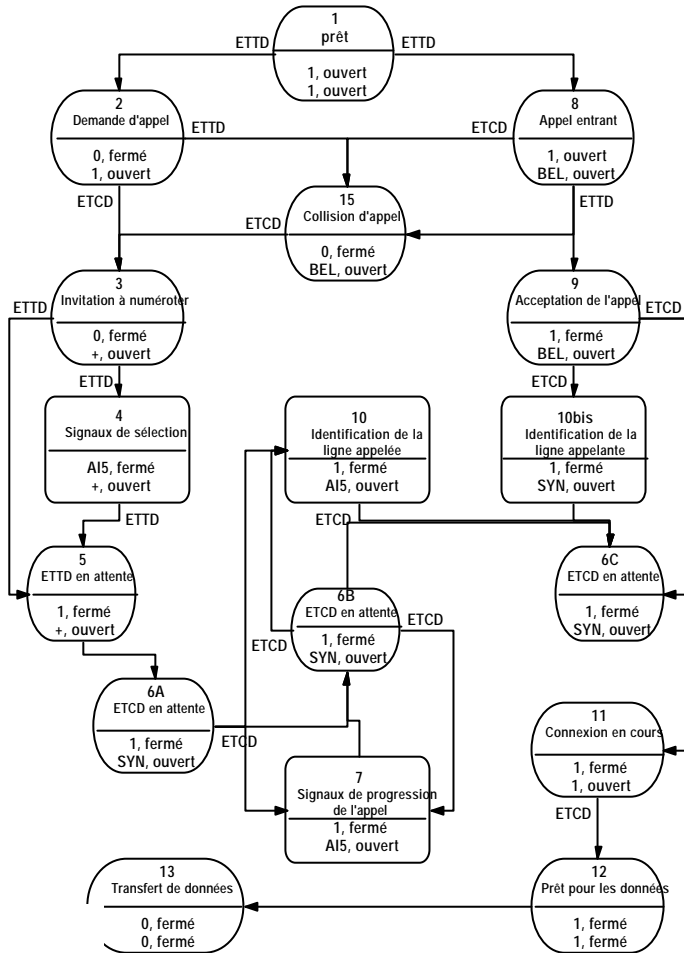 1
prêt
ETTD
ETTD
1, ouvert
1, ouvert
2
Demande d'appel
ETTD
0, fermé
1, ouvert
8
Appel entrant
ETCD
1, ouvert
BEL, ouvert
ETCD
ETTD
15
Collision d'appel
ETCD
0, fermé
BEL, ouvert
3
Invitation à numéroter
ETTD
0, fermé
+, ouvert
9
Acceptation de l'appel
ETCD
1, fermé
BEL, ouvert
ETTD
ETCD
4
Signaux de sélection
AI5, fermé
+, ouvert
10
Identification de la
ligne appelée
1, fermé
AI5, ouvert
10bis
Identification de la
ligne appelante
1, fermé
SYN, ouvert
ETTD
ETCD
5
ETTD en attente
1, fermé
+, ouvert
6B
ETCD en attente
1, fermé
SYN, ouvert
ETCD
ETCD
6C
ETCD en attente
1, fermé
SYN, ouvert
6A
ETCD en attente
1, fermé
SYN, ouvert
ETCD
11
Connexion en cours
1, fermé
1, ouvert
7
Signaux de progression
de l'appel
1, fermé
AI5, ouvert
ETCD
13
Transfert de données
0, fermé
0, fermé
12
Prêt pour les données
1, fermé
1, fermé